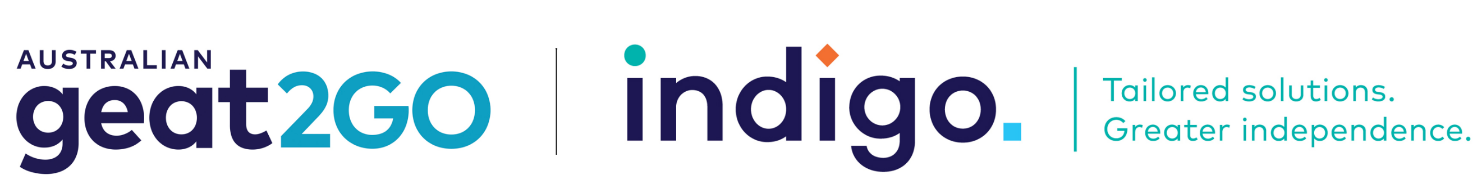 AUSTRALIAN
geat2GO
indigo.
Tailored solutions.
Greater independence.